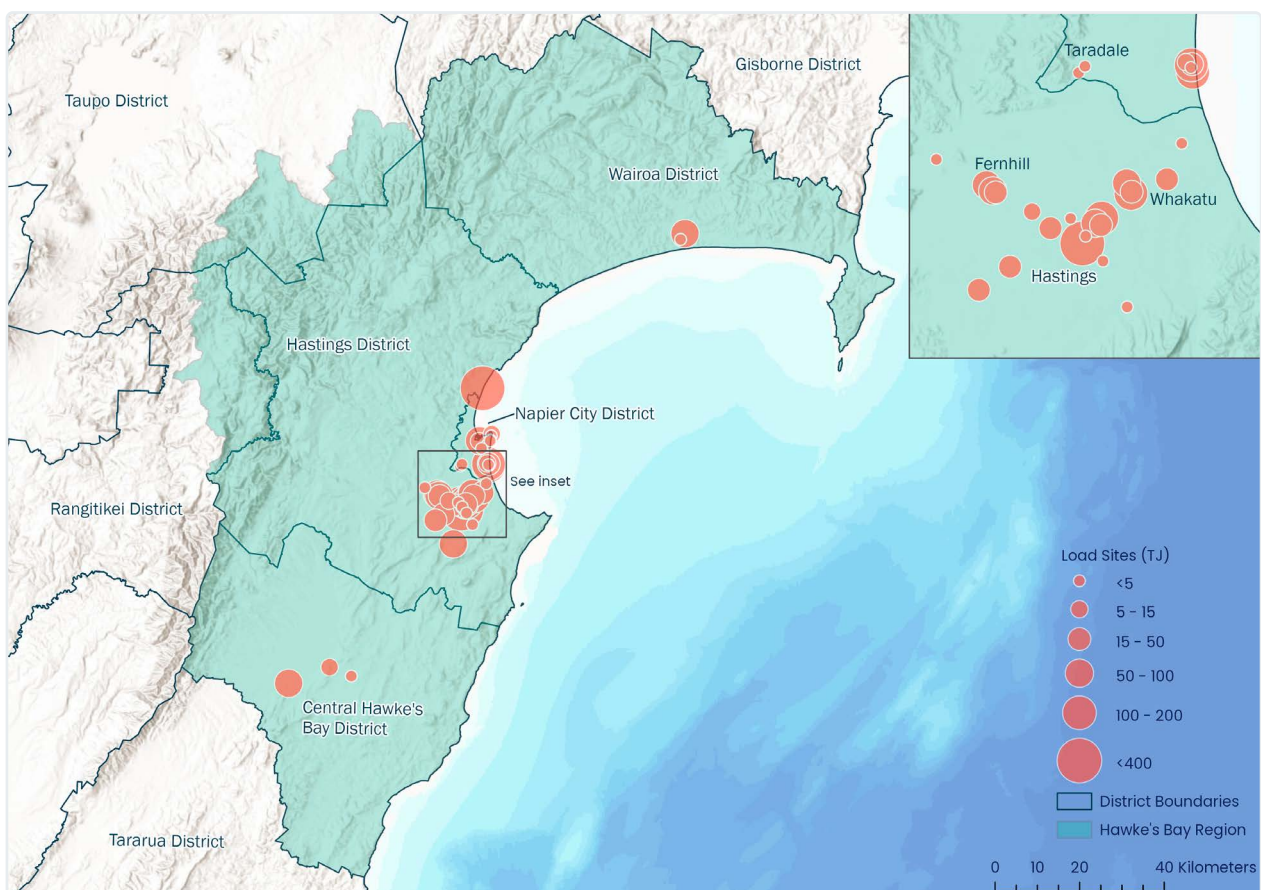 Taupo District
Gisborne District
Wairoa District
Hastings District
Napier City District
See inset
Rangitikei District
Central Hawke's
Bay District
Tararua District
Taradale
Fernhill
Whakatu
Hastings
Load Sites (TJ)
<5
5 - 15
15 - 50
50 - 100
100 - 200
<400
District Boundaries
Hawke's Bay Region
0 10 20 40 Kilometers